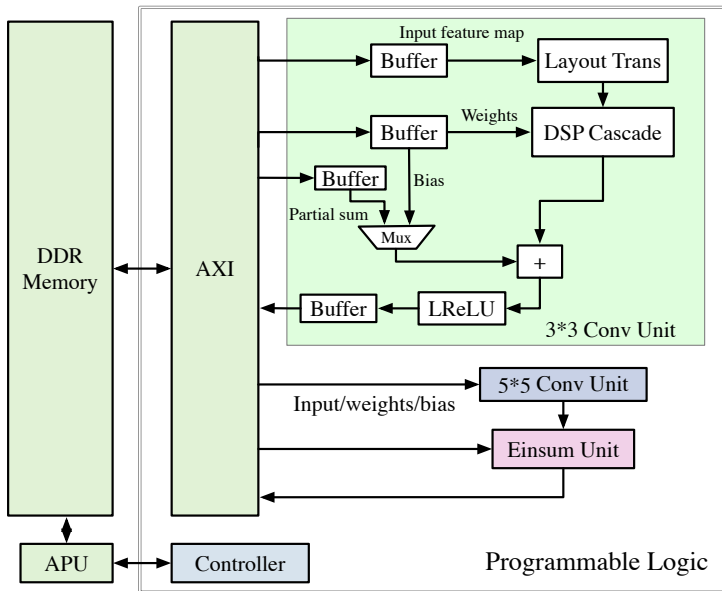 Input feature map
Buffer
Layout Trans
Weights
Buffer
DSP Cascade
Buffer
Bias
Partial sum
Mux
DDR
Memory
AXI
+
Buffer
LReLU
3*3 Conv Unit
5*5 Conv Unit
Input/weights/bias
Einsum Unit
APU
Controller
Programmable Logic